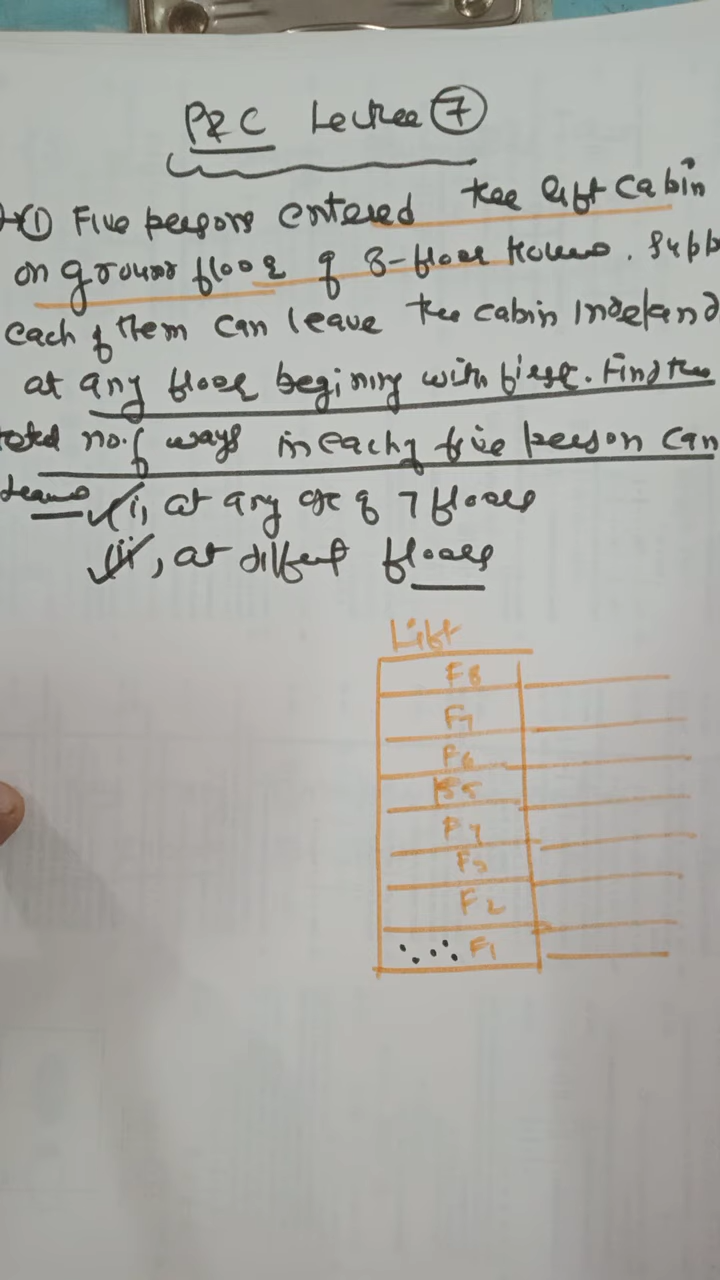 P&C Lecture 7
① Five persons entered the lift cabin
on ground floor of 8-floor House. Supp
each of them can leave the cabin Independ
at any floor begining with first. Find the
total no. of ways in each of five person can
leave (i), at any one of 7 floors
(ii), at diffent floors
Lift
F8
F7
F6
F5
F4
F3
F2
F1